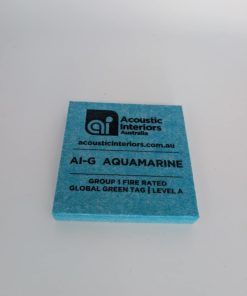 ai
Acoustic
Interiors
Australia
acousticinteriors.com.au
AI-G AQUAMARINE
GROUP 1 FIRE RATED
GLOBAL GREEN TAG | LEVEL A